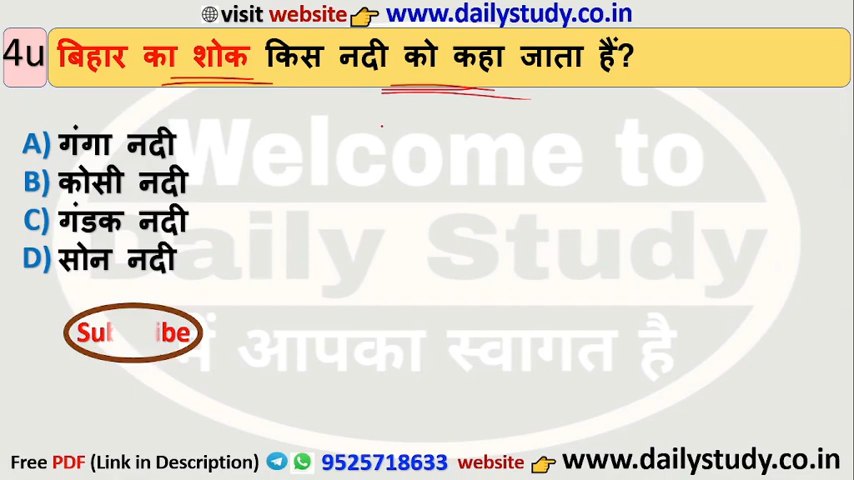 visit website www.dailystudy.co.in
4u बिहार का शोक किस नदी को कहा जाता हैं?
Welcome to
A) गंगा नदी
B) कोसी नदी
C) गंडक नदी
Daily Study
D) सोन नदी
में आपका स्वागत है
Free PDF (Link in Description) 9525718633 website www.dailystudy.co.in